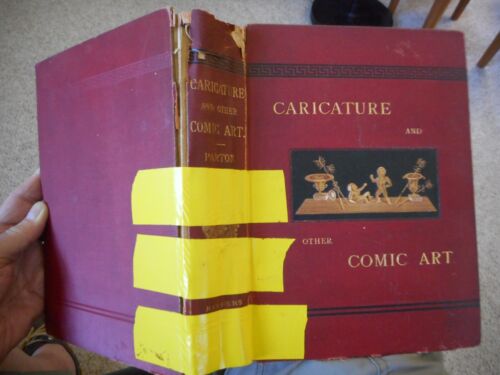 CARICATURE
AND OTHER
COMIC ART.
PARTON
HARPERS
CARICATURE
AND
OTHER
COMIC ART